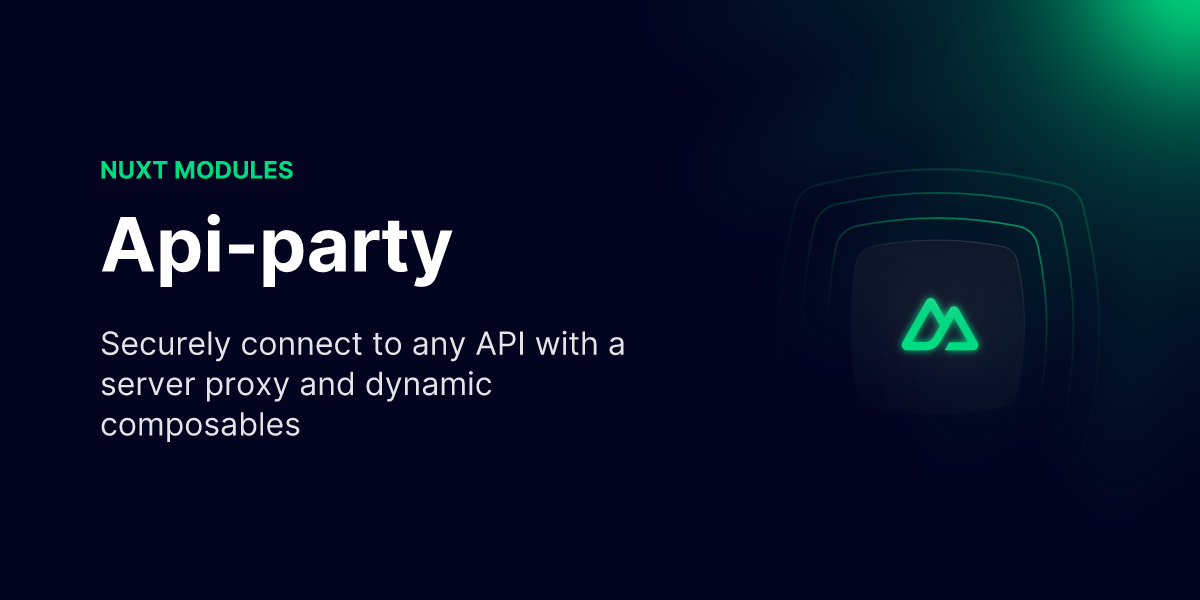 NUXT MODULES
Api-party
Securely connect to any API with a
server proxy and dynamic
composables